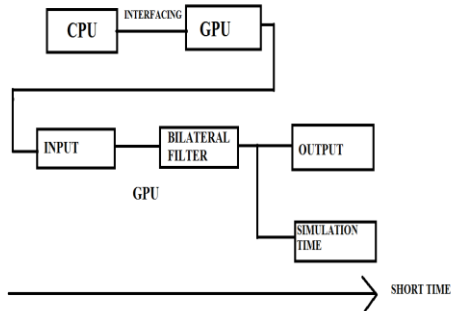 INTERFACING
CPU
GPU
INPUT
BILATERAL
FILTER
OUTPUT
GPU
SIMULATION
TIME
SHORT TIME